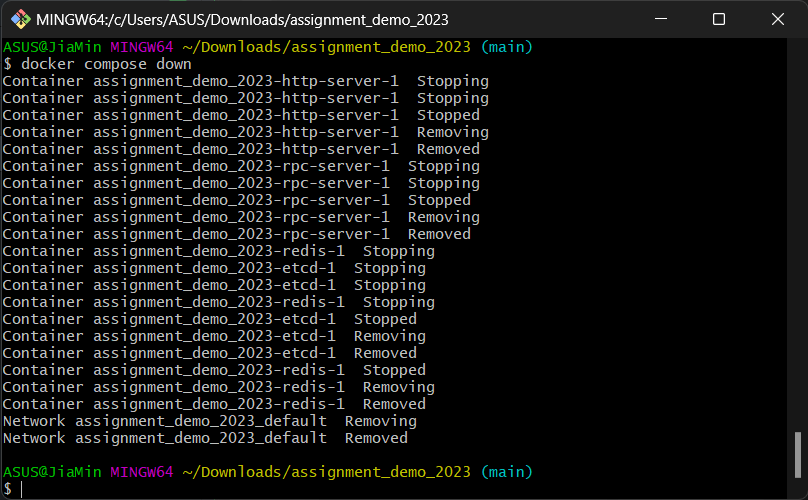 MINGW64:/c/Users/ASUS/Downloads/assignment_demo_2023
ASUS@JiaMin MINGW64 ~/Downloads/assignment_demo_2023 (main)
$ docker compose down
Container assignment_demo_2023-http-server-1  Stopping
Container assignment_demo_2023-http-server-1  Stopping
Container assignment_demo_2023-http-server-1  Stopped
Container assignment_demo_2023-http-server-1  Removing
Container assignment_demo_2023-http-server-1  Removed
Container assignment_demo_2023-rpc-server-1  Stopping
Container assignment_demo_2023-rpc-server-1  Stopping
Container assignment_demo_2023-rpc-server-1  Stopped
Container assignment_demo_2023-rpc-server-1  Removing
Container assignment_demo_2023-rpc-server-1  Removed
Container assignment_demo_2023-redis-1  Stopping
Container assignment_demo_2023-etcd-1  Stopping
Container assignment_demo_2023-etcd-1  Stopping
Container assignment_demo_2023-redis-1  Stopping
Container assignment_demo_2023-etcd-1  Stopped
Container assignment_demo_2023-etcd-1  Removing
Container assignment_demo_2023-etcd-1  Removed
Container assignment_demo_2023-redis-1  Stopped
Container assignment_demo_2023-redis-1  Removing
Container assignment_demo_2023-redis-1  Removed
Network assignment_demo_2023_default  Removing
Network assignment_demo_2023_default  Removed
ASUS@JiaMin MINGW64 ~/Downloads/assignment_demo_2023 (main)
$